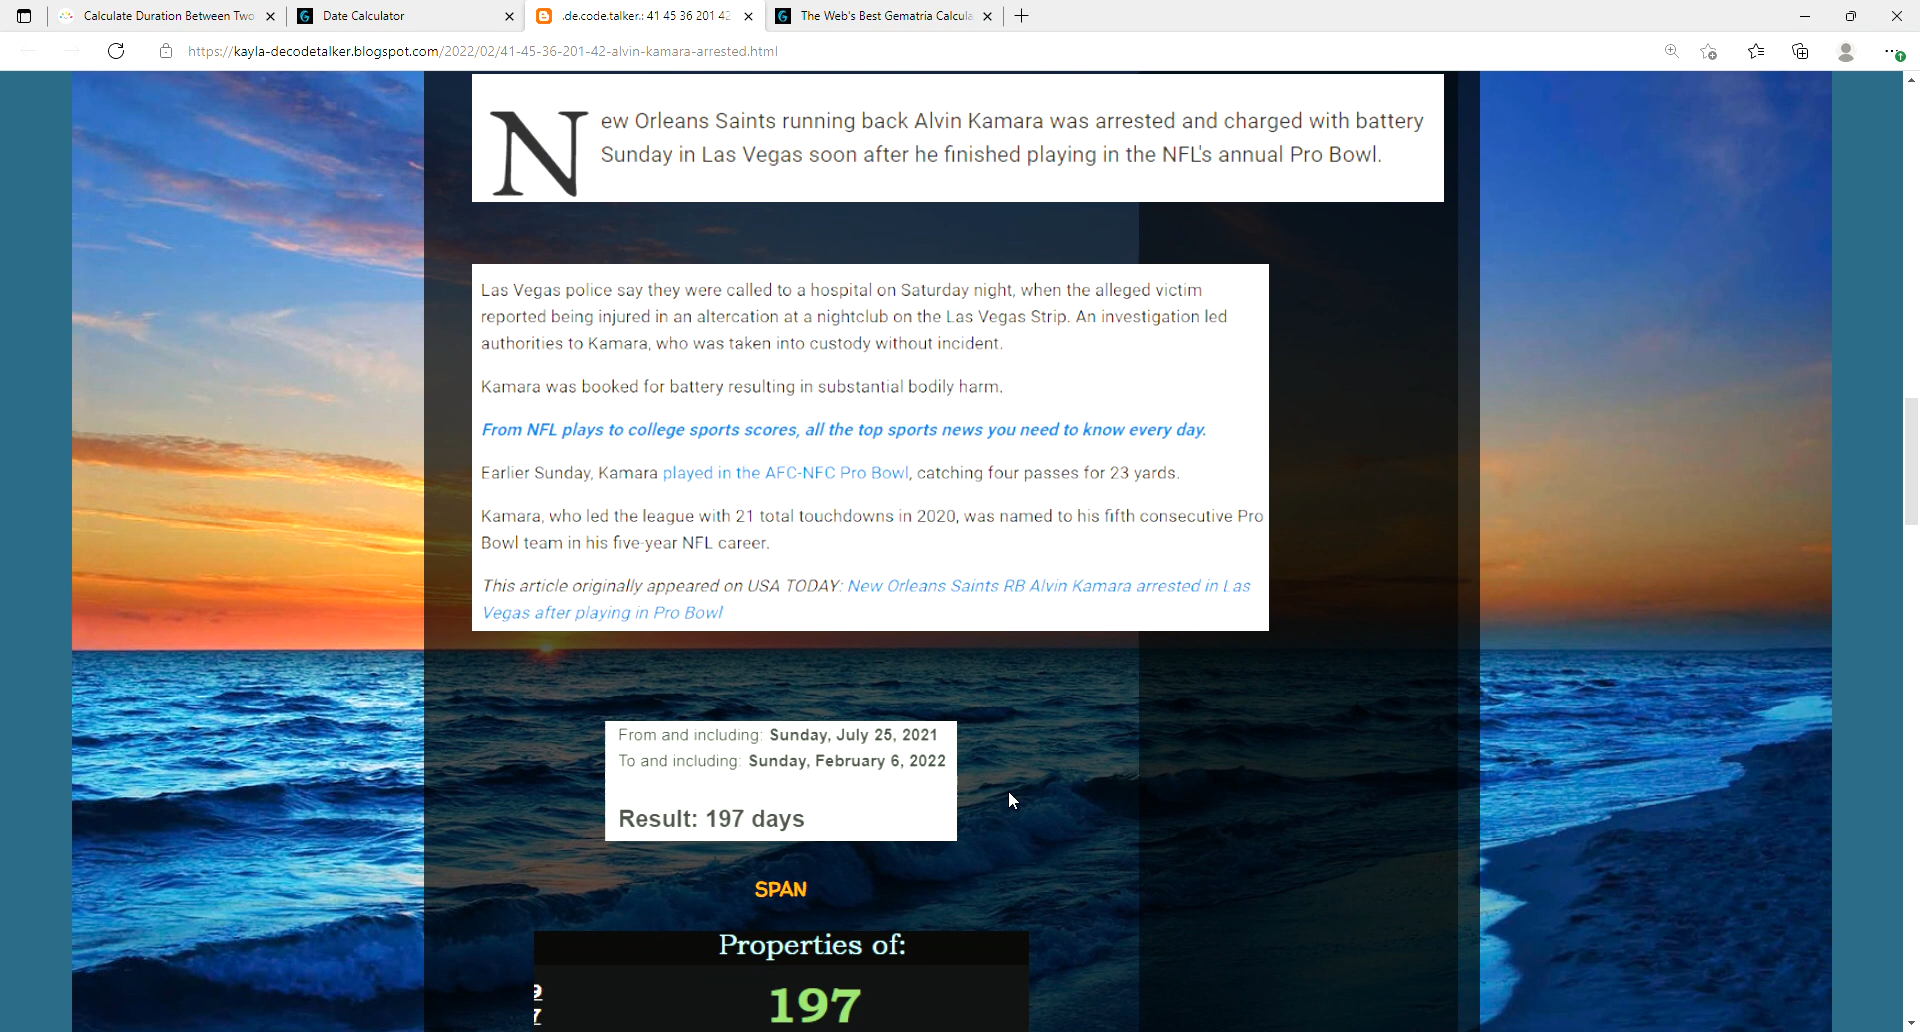 Calculate Duration Between Two
Date Calculator
.de.code.talker.: 41 45 36 201 42
The Web's Best Gematria Calcula
https://kayla-decodetalker.blogspot.com/2022/02/41-45-36-201-42-alvin-kamara-arrested.html
New Orleans Saints running back Alvin Kamara was arrested and charged with battery
Sunday in Las Vegas soon after he finished playing in the NFL's annual Pro Bowl.
Las Vegas police say they were called to a hospital on Saturday night, when the alleged victim
reported being injured in an altercation at a nightclub on the Las Vegas Strip. An investigation led
authorities to Kamara, who was taken into custody without incident.
Kamara was booked for battery resulting in substantial bodily harm.
From NFL plays to college sports scores, all the top sports news you need to know every day.
Earlier Sunday, Kamara played in the AFC-NFC Pro Bowl, catching four passes for 23 yards.
Kamara, who led the league with 21 total touchdowns in 2020, was named to his fifth consecutive Pro
Bowl team in his five-year NFL career.
This article originally appeared on USA TODAY: New Orleans Saints RB Alvin Kamara arrested in Las
Vegas after playing in Pro Bowl
From and including: Sunday, July 25, 2021
To and including: Sunday, February 6, 2022
Result: 197 days
SPAN
Properties of:
9
7
197